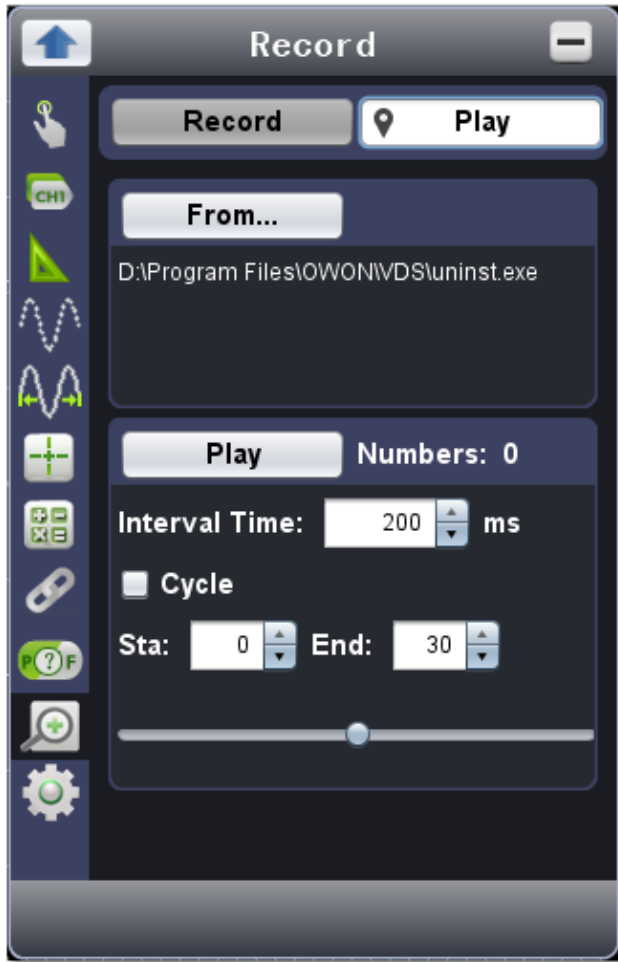 Record
Record Play
CH1
From...
D:\Program Files\OWON\VDS\uninst.exe
Play Numbers: 0
Interval Time: 200 ms
Cycle
Sta: 0 End: 30
P?F